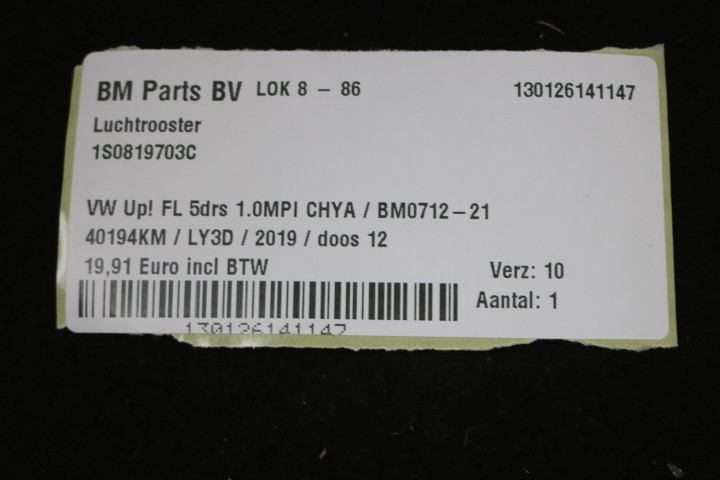 BM Parts BV LOK 8 - 86 130126141147
Luchtrooster
1S0819703C
VW Up! FL 5drs 1.0MPI CHYA / BM0712-21
40194KM / LY3D / 2019 / doos 12
19,91 Euro incl BTW Verz: 10
Aantal: 1
130126141147